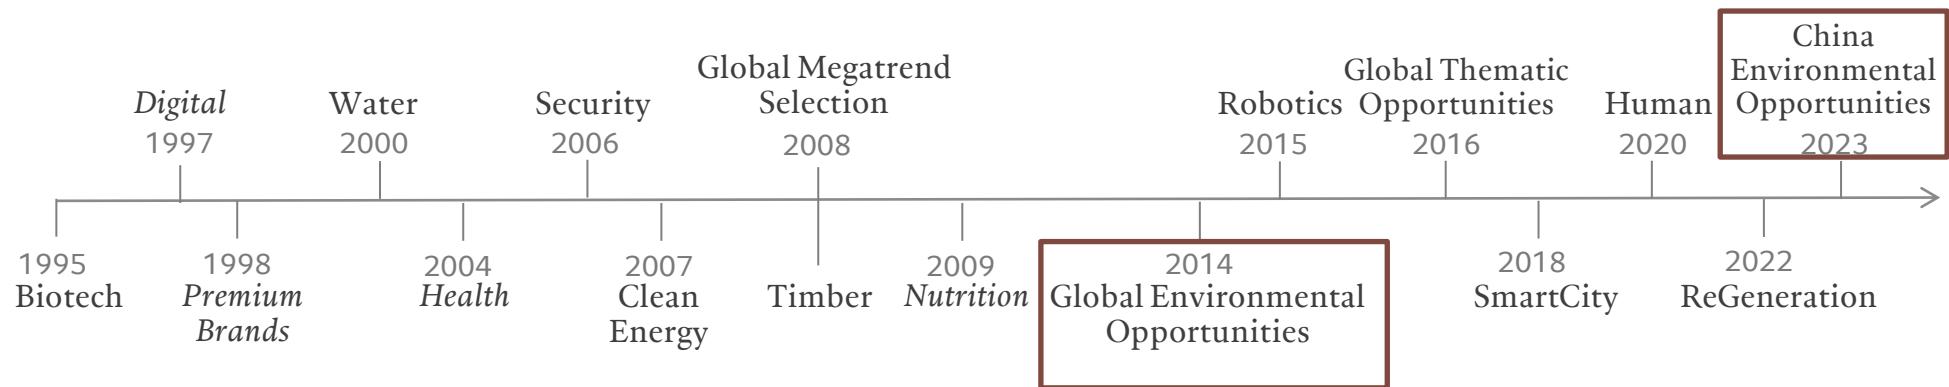 Digital
1997
Water
2000
Security
2006
Global Megatrend
Selection
2008
Robotics
2015
Global Thematic
Opportunities
2016
Human
2020
China
Environmental
Opportunities
2023
1995
Biotech
1998
Premium
Brands
2004
Health
2007
Clean
Energy
Timber
2009
Nutrition
2014
Global Environmental
Opportunities
2018
SmartCity
2022
ReGeneration